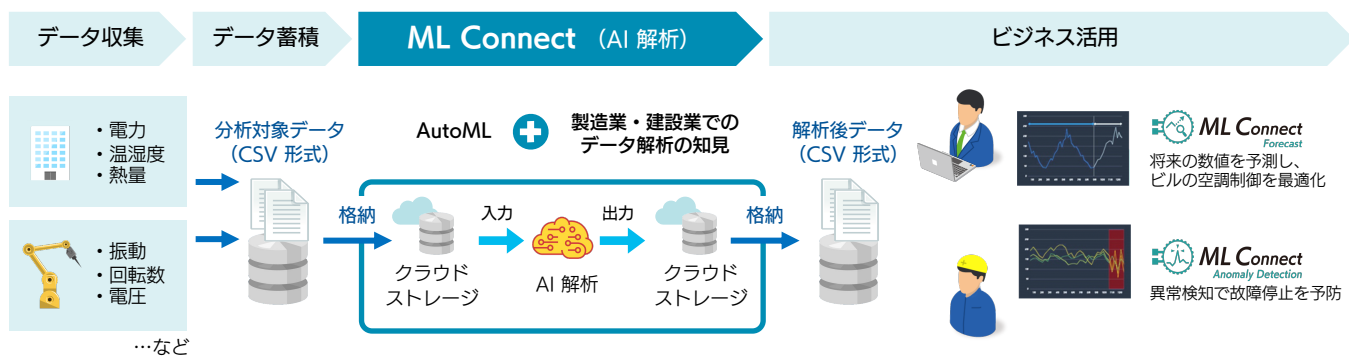 データ収集
データ蓄積
ML Connect （AI 解析）
ビジネス活用
・電力
・温湿度
・熱量
・振動
・回転数
・電圧
…など
分析対象データ
（CSV 形式）
格納
AutoML
製造業・建設業での
データ解析の知見
クラウド
ストレージ
入力
AI 解析
出力
クラウド
ストレージ
格納
解析後データ
（CSV 形式）
ML Connect
Forecast
将来の数値を予測し、
ビルの空調制御を最適化
ML Connect
Anomaly Detection
異常検知で故障停止を予防